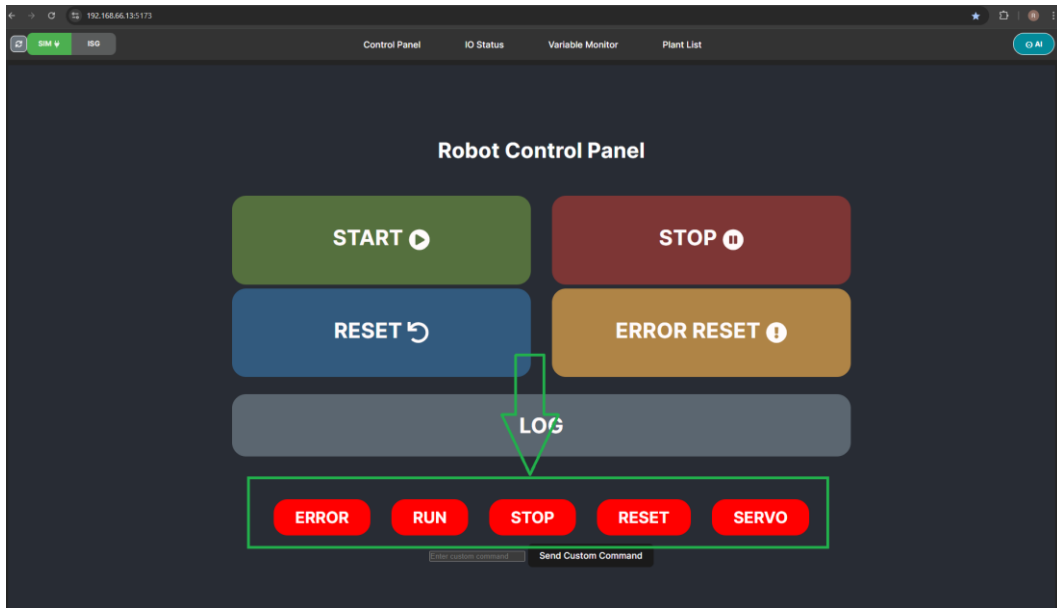 192.168.66.13:5173
SIM ISG Control Panel IO Status Variable Monitor Plant List AI
Robot Control Panel
START STOP
RESET ERROR RESET
LOG
ERROR RUN STOP RESET SERVO
Enter custom command Send Custom Command